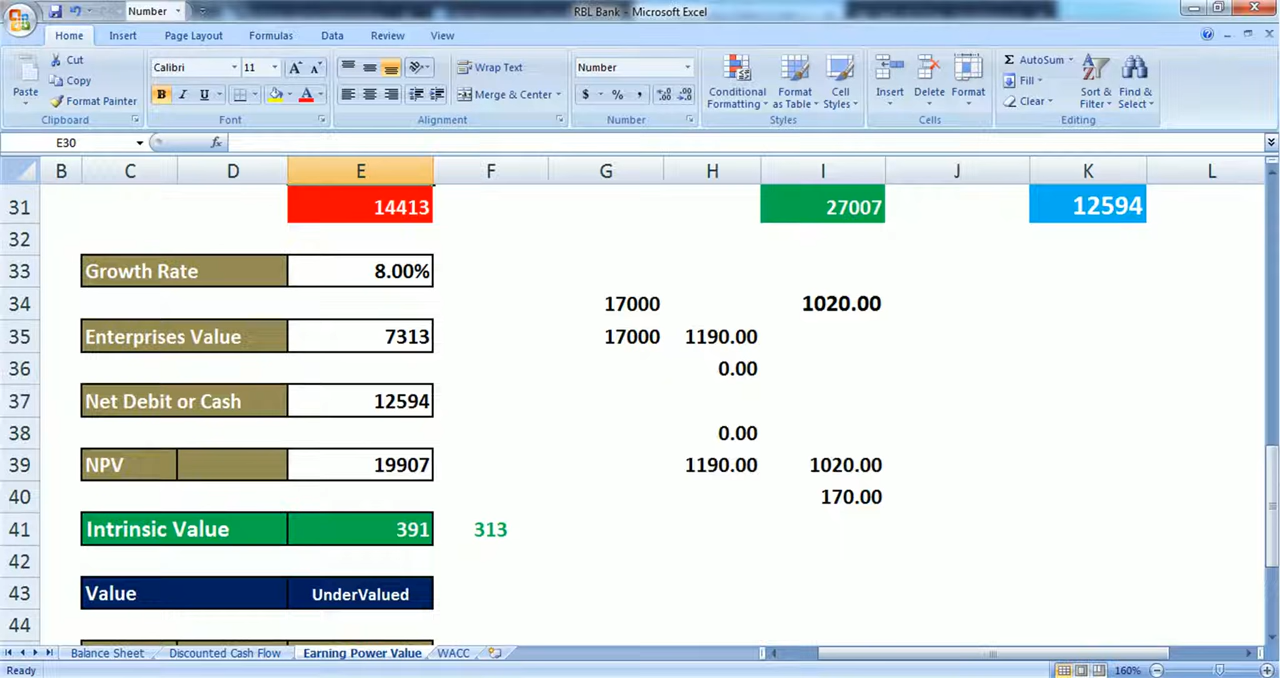 Number
RBL Bank - Microsoft Excel
Home Insert Page Layout Formulas Data Review View
Paste
Cut
Copy
Format Painter
Clipboard
Calibri 11
B I U
Font
Wrap Text
Merge & Center
Alignment
Number
$ % ,
Number
Conditional Formatting
Format as Table
Cell Styles
Styles
Insert Delete Format
Cells
Σ AutoSum
Fill
Clear
Sort & Filter
Find & Select
Editing
E30 fx
B C D E F G H I J K L
31 14413 27007 12594
32
33 Growth Rate 8.00%
34 17000 1020.00
35 Enterprises Value 7313 17000 1190.00
36 0.00
37 Net Debit or Cash 12594
38 0.00
39 NPV 19907 1190.00 1020.00
40 170.00
41 Intrinsic Value 391 313
42
43 Value UnderValued
44
Balance Sheet Discounted Cash Flow Earning Power Value WACC
Ready 160%